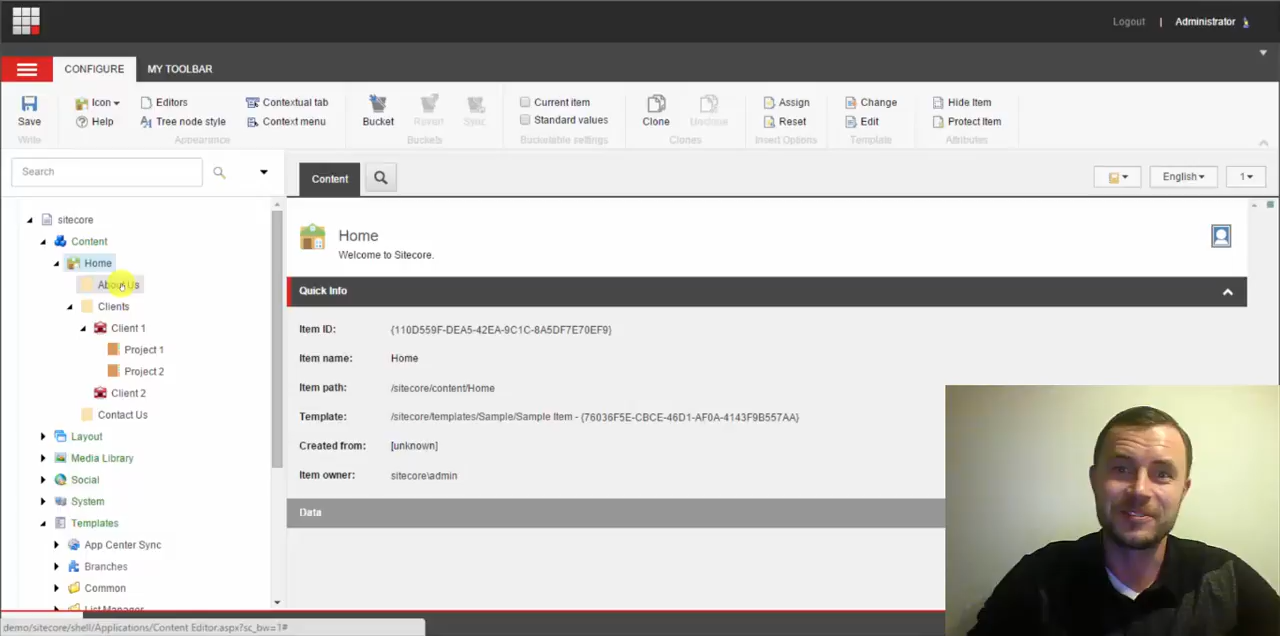 Logout | Administrator
CONFIGURE MY TOOLBAR
Icon Editors Contextual tab Current item Assign Change Hide Item
Save Help Tree node style Context menu Bucket Revert Sync Standard values Clone Unclone Reset Edit Protect Item
Write Appearance Buckets Bucketable settings Clones Insert Options Template Attributes
Search
Content
English 1
sitecore
Content
Home
About Us
Clients
Client 1
Project 1
Project 2
Client 2
Contact Us
Layout
Media Library
Social
System
Templates
App Center Sync
Branches
Common
List Manager
Home
Welcome to Sitecore.
Quick Info
Item ID: {110D559F-DEA5-42EA-9C1C-8A5DF7E70EF9}
Item name: Home
Item path: /sitecore/content/Home
Template: /sitecore/templates/Sample/Sample Item - {76036F5E-CBCE-46D1-AF0A-4143F9B557AA}
Created from: [unknown]
Item owner: sitecore\admin
Data
demo/sitecore/shell/Applications/Content Editor.aspx?sc_bw=1#